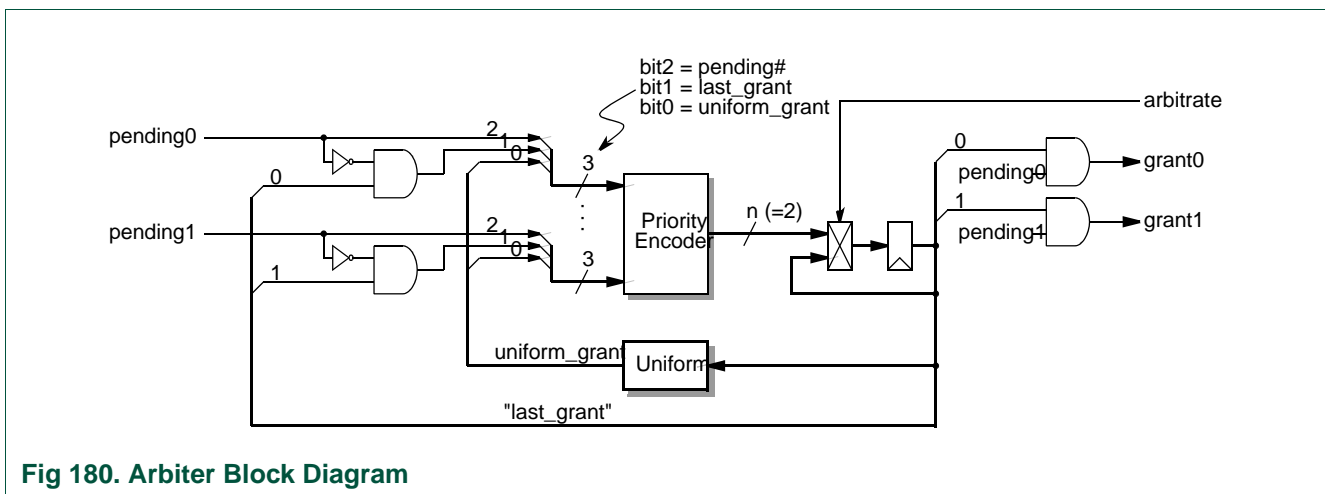 bit2 = pending#
bit1 = last_grant
bit0 = uniform_grant
arbitrate
pending0
2
1
0
3
0
pending0
grant0
0
n (=2)
1
pending1
grant1
pending1
2
1
0
3
1
Priority
Encoder
uniform_grant
Uniform
"last_grant"
Fig 180. Arbiter Block Diagram